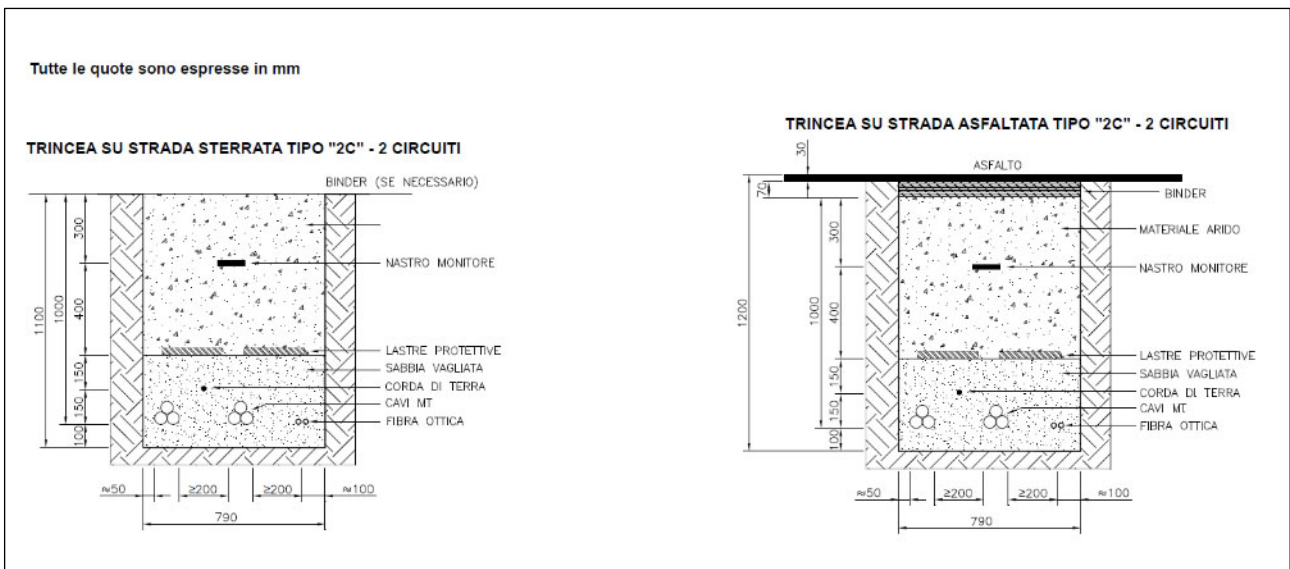 Tutte le quote sono espresse in mm
TRINCEA SU STRADA STERRATA TIPO "2C" - 2 CIRCUITI
BINDER (SE NECESSARIO)
300
NASTRO MONITORE
400
1000
1100
LASTRE PROTETTIVE
SABBIA VAGLIATA
150
CORDA DI TERRA
CAVI MT
150
FIBRA OTTICA
100
≈50
≥200
≥200
≈100
790
TRINCEA SU STRADA ASFALTATA TIPO "2C" - 2 CIRCUITI
30
ASFALTO
70
BINDER
300
MATERIALE ARIDO
NASTRO MONITORE
400
1000
1200
LASTRE PROTETTIVE
SABBIA VAGLIATA
150
CORDA DI TERRA
CAVI MT
150
FIBRA OTTICA
100
≈50
≥200
≥200
≈100
790